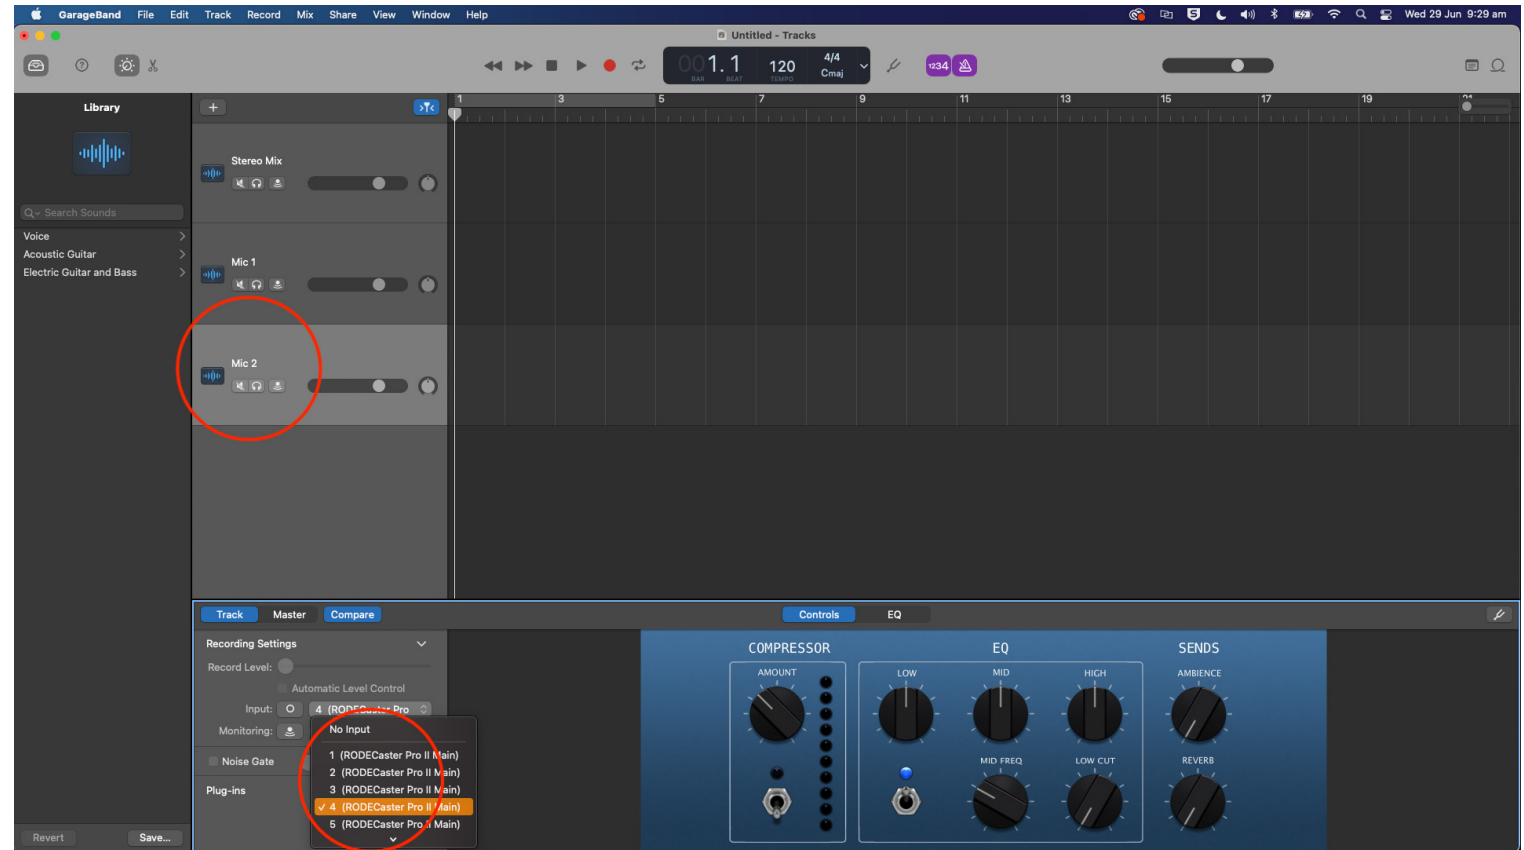 GarageBand File Edit Track Record Mix Share View Window Help
Wed 29 Jun 9:29 am
Untitled - Tracks
001.1 120 4/4
BAR BEAT TEMPO Cmaj
1234
Library
1 3 5 7 9 11 13 15 17 19
Stereo Mix
Search Sounds
Voice
Acoustic Guitar
Electric Guitar and Bass
Mic 1
Mic 2
Track Master Compare
Controls EQ
Recording Settings
Record Level:
Automatic Level Control
Input: 4 (RODECaster Pro
Monitoring:
Noise Gate
Plug-ins
No Input
1 (RODECaster Pro II Main)
2 (RODECaster Pro II Main)
3 (RODECaster Pro II Main)
✓ 4 (RODECaster Pro II Main)
5 (RODECaster Pro II Main)
COMPRESSOR EQ SENDS
AMOUNT LOW MID HIGH AMBIENCE
MID FREQ LOW CUT REVERB
Revert Save...